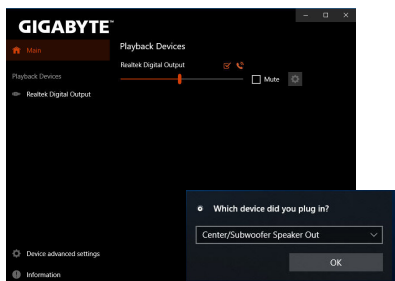 GIGABYTE™
Main
Playback Devices
Realtek Digital Output
Playback Devices
Realtek Digital Output
Mute
Device advanced settings
Information
Which device did you plug in?
Center/Subwoofer Speaker Out
OK